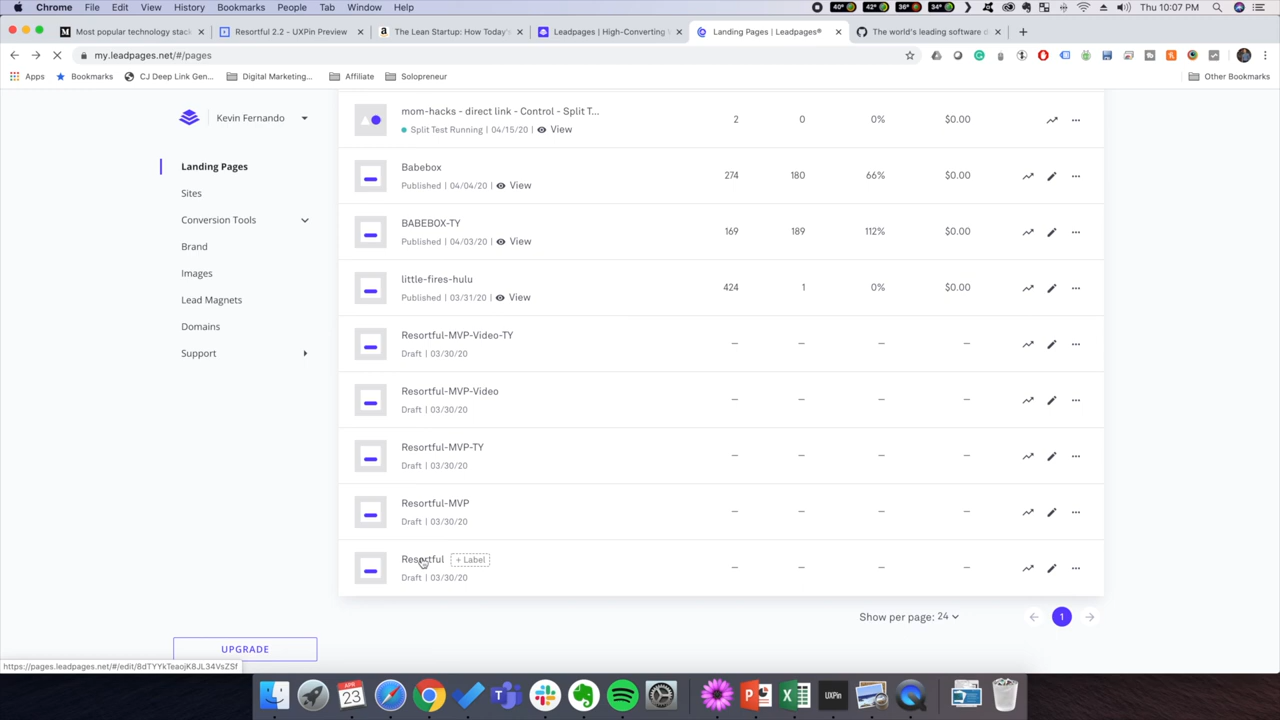 Chrome File Edit View History Bookmarks People Tab Window Help 40° 42° 36° 34° Thu 10:07 PM
Most popular technology stack Resortful 2.2 - UXPin Preview The Lean Startup: How Today's Leadpages | High-Converting Landing Pages | Leadpages® The world's leading software d
my.leadpages.net/#/pages
Apps Bookmarks CJ Deep Link Gen... Digital Marketing... Affiliate Solopreneur Other Bookmarks
Kevin Fernando
Landing Pages
Sites
Conversion Tools
Brand
Images
Lead Magnets
Domains
Support
UPGRADE
mom-hacks - direct link - Control - Split T... 2 0 0% $0.00
Split Test Running | 04/15/20 | View
Babebox 274 180 66% $0.00
Published | 04/04/20 | View
BABEBOX-TY 169 189 112% $0.00
Published | 04/03/20 | View
little-fires-hulu 424 1 0% $0.00
Published | 03/31/20 | View
Resortful-MVP-Video-TY – – – –
Draft | 03/30/20
Resortful-MVP-Video – – – –
Draft | 03/30/20
Resortful-MVP-TY – – – –
Draft | 03/30/20
Resortful-MVP – – – –
Draft | 03/30/20
Resortful + Label – – – –
Draft | 03/30/20
Show per page: 24 1
https://pages.leadpages.net/#/edit/8dTYYkTeaojK8JL34VsZSf
APR
23
UXPin